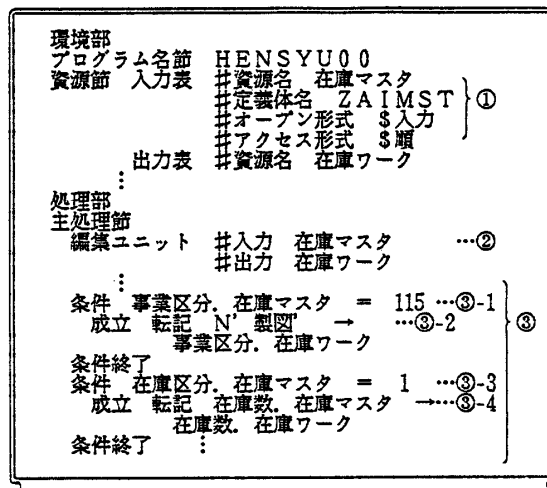 環境部
プログラム名節 HENSYU00
資源節 入力表 #資源名 在庫マスタ
#定義体名 ZAIMST
#オープン形式 $入力
#アクセス形式 $順
①
出力表 #資源名 在庫ワーク
⋮
処理部
主処理節
編集ユニット #入力 在庫マスタ …②
#出力 在庫ワーク
⋮
条件 事業区分.在庫マスタ = 115 …③-1
成立 転記 N'製図' → …③-2
事業区分.在庫ワーク
③
条件終了
条件 在庫区分.在庫マスタ = 1 …③-3
成立 転記 在庫数.在庫マスタ →…③-4
在庫数.在庫ワーク
条件終了 ⋮